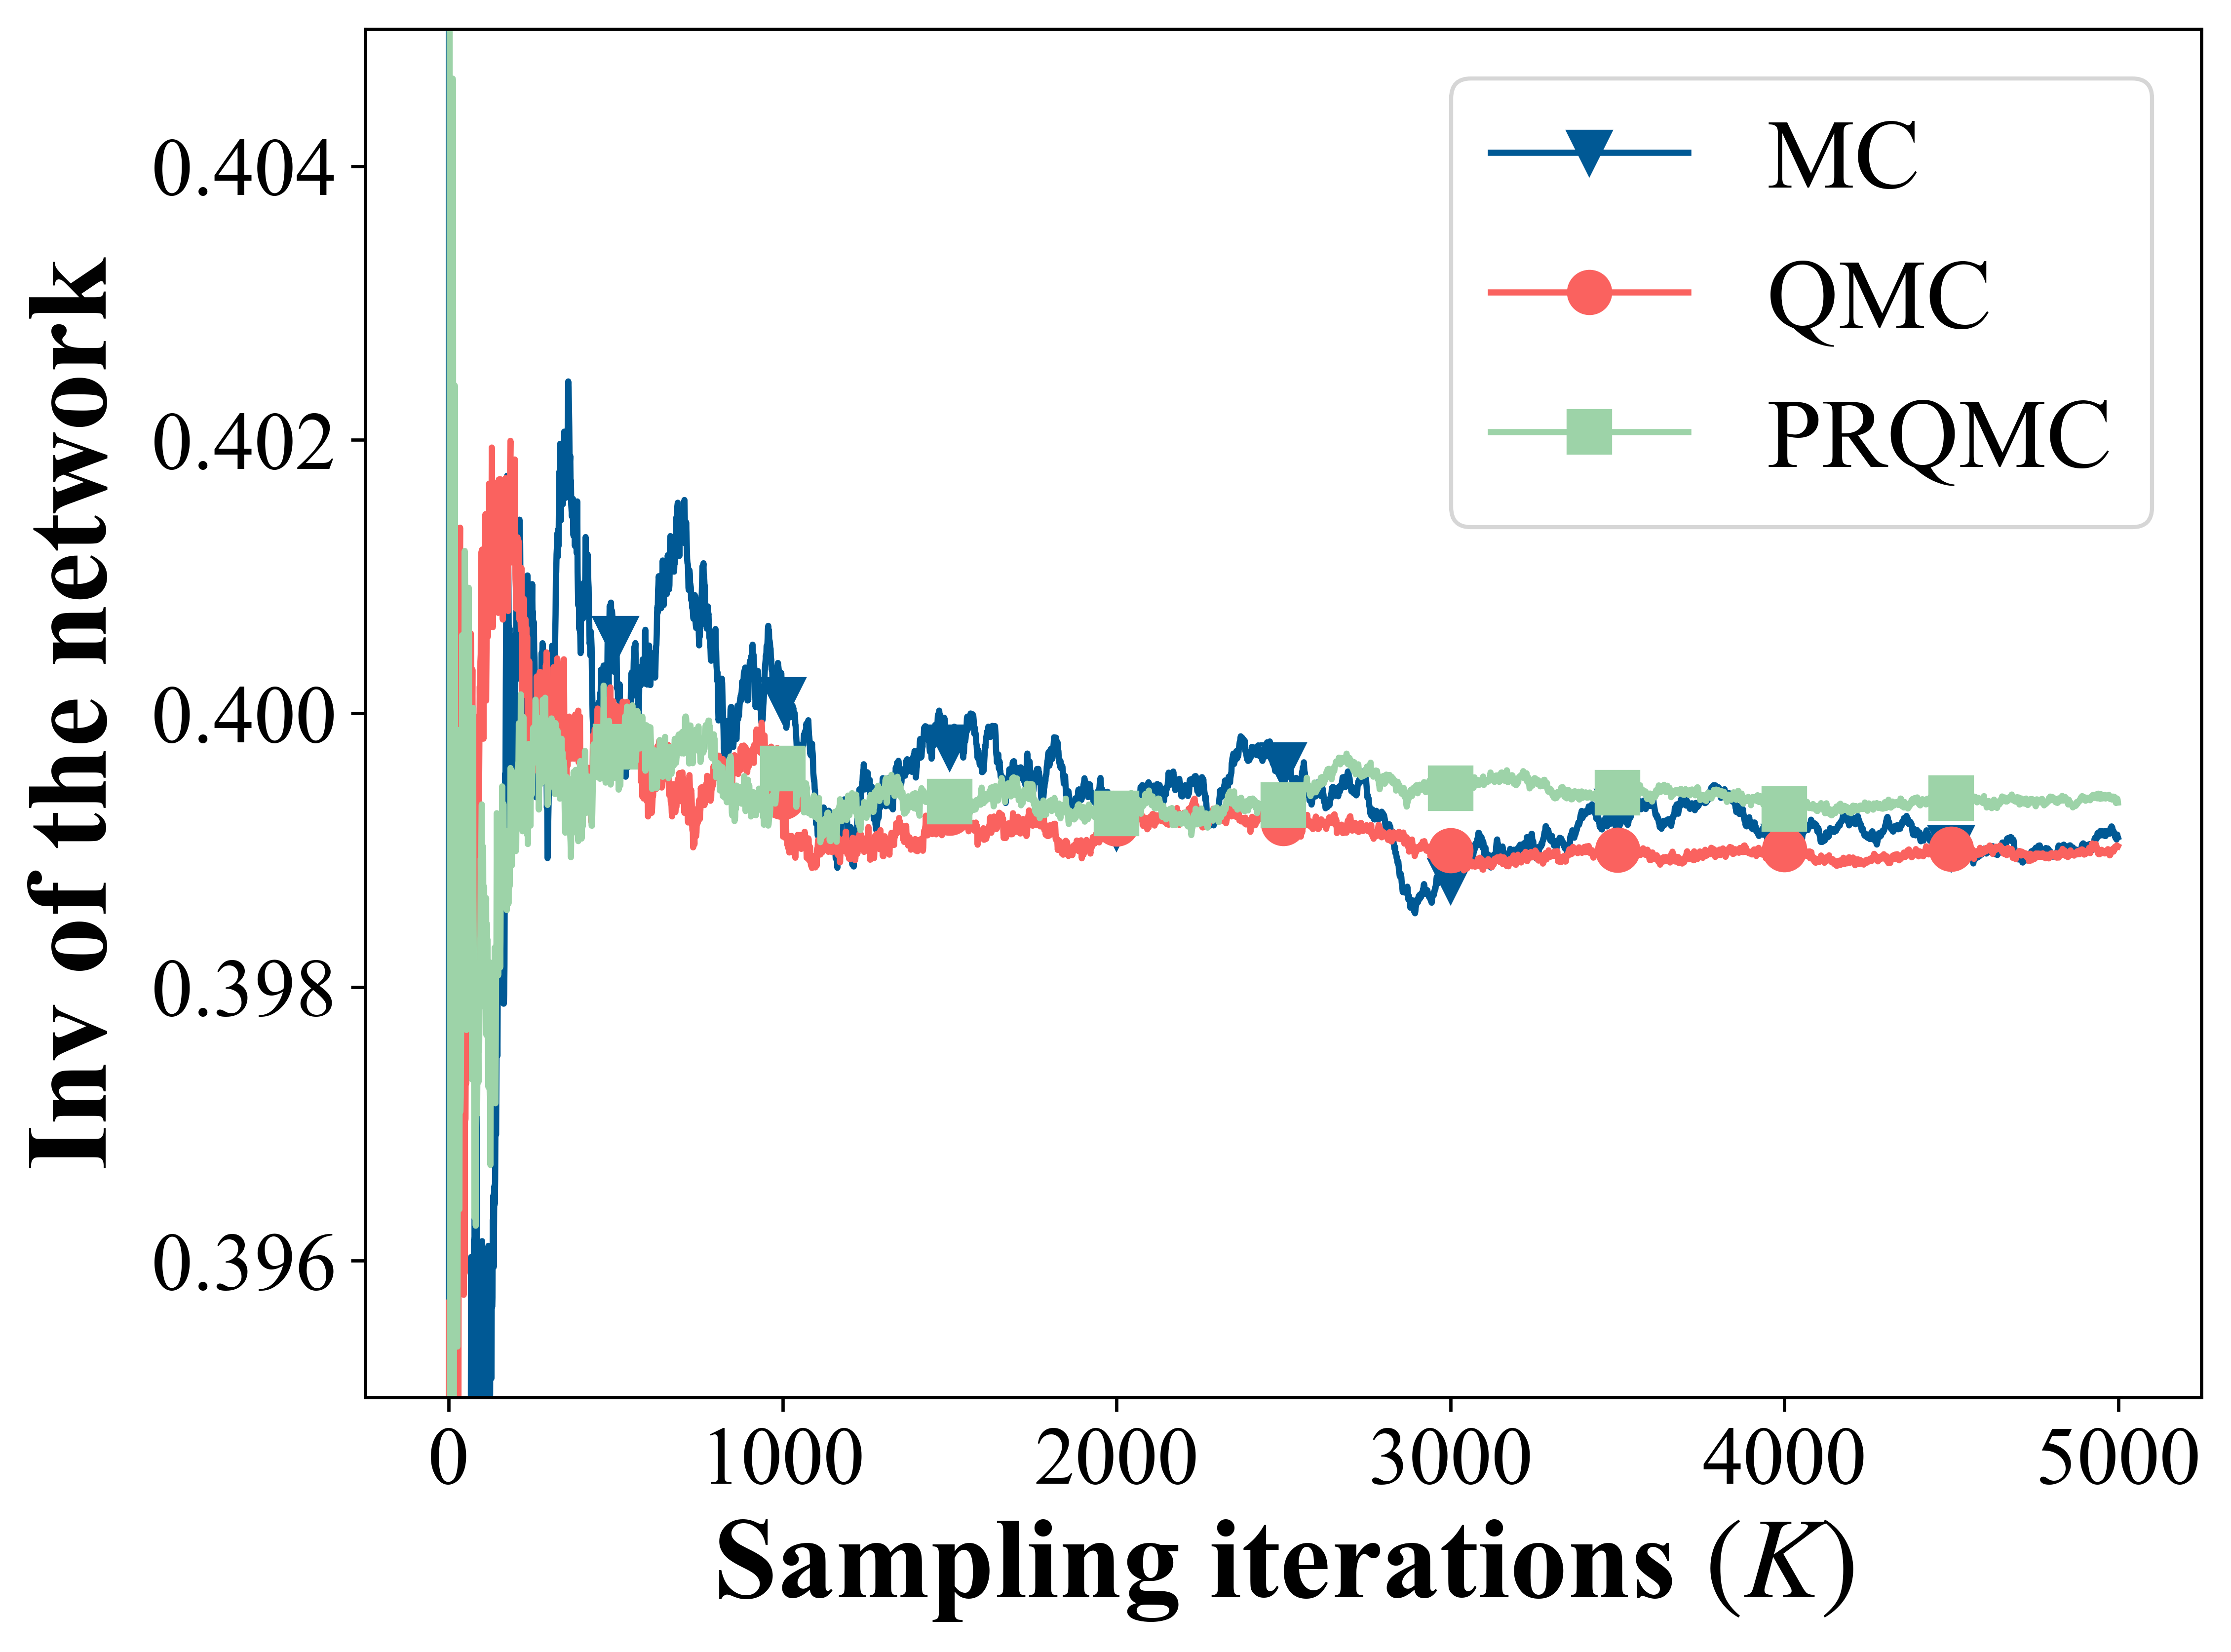 MC
QMC
PRQMC
0.404
0.402
0.400
0.398
0.396
Inv of the network
0 1000 2000 3000 4000 5000
Sampling iterations (K)